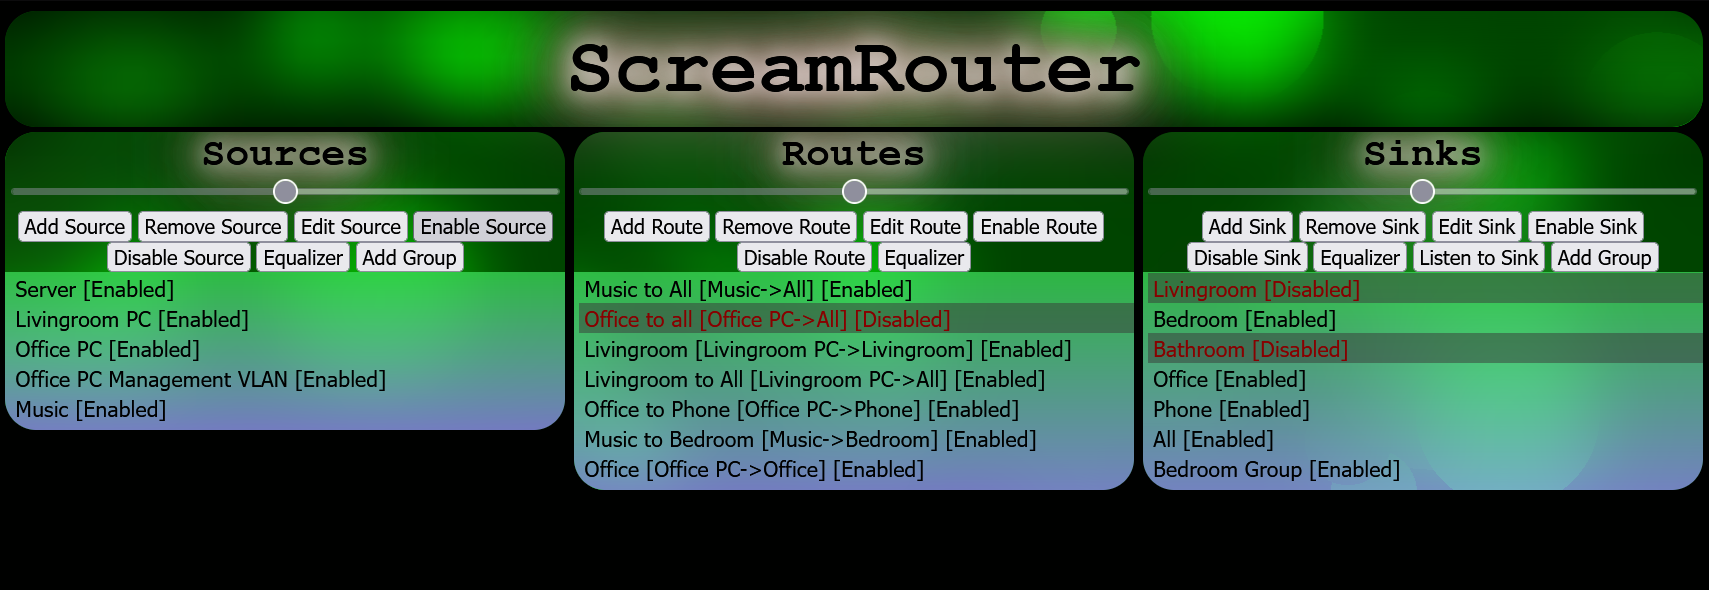 ScreamRouter
Sources
Add Source Remove Source Edit Source Enable Source
Disable Source Equalizer Add Group
Server [Enabled]
Livingroom PC [Enabled]
Office PC [Enabled]
Office PC Management VLAN [Enabled]
Music [Enabled]
Routes
Add Route Remove Route Edit Route Enable Route
Disable Route Equalizer
Music to All [Music->All] [Enabled]
Office to all [Office PC->All] [Disabled]
Livingroom [Livingroom PC->Livingroom] [Enabled]
Livingroom to All [Livingroom PC->All] [Enabled]
Office to Phone [Office PC->Phone] [Enabled]
Music to Bedroom [Music->Bedroom] [Enabled]
Office [Office PC->Office] [Enabled]
Sinks
Add Sink Remove Sink Edit Sink Enable Sink
Disable Sink Equalizer Listen to Sink Add Group
Livingroom [Disabled]
Bedroom [Enabled]
Bathroom [Disabled]
Office [Enabled]
Phone [Enabled]
All [Enabled]
Bedroom Group [Enabled]